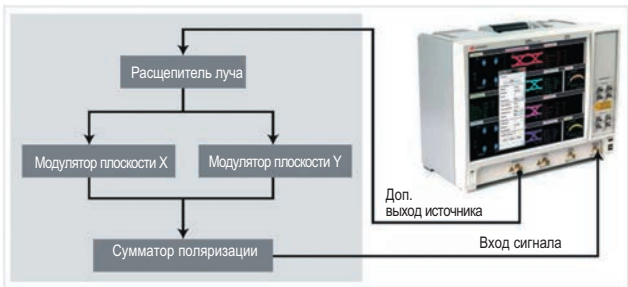 Расщепитель луча
Модулятор плоскости X
Модулятор плоскости Y
Сумматор поляризации
Доп.
выход источника
Вход сигнала